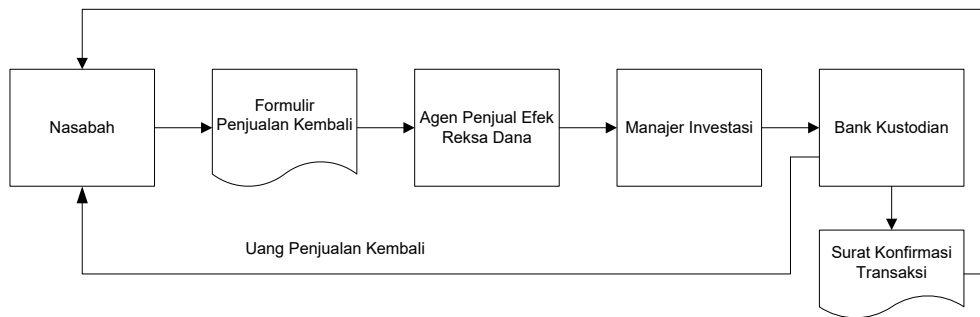 Nasabah
Formulir
Penjualan Kembali
Agen Penjual Efek
Reksa Dana
Manajer Investasi
Bank Kustodian
Uang Penjualan Kembali
Surat Konfirmasi
Transaksi